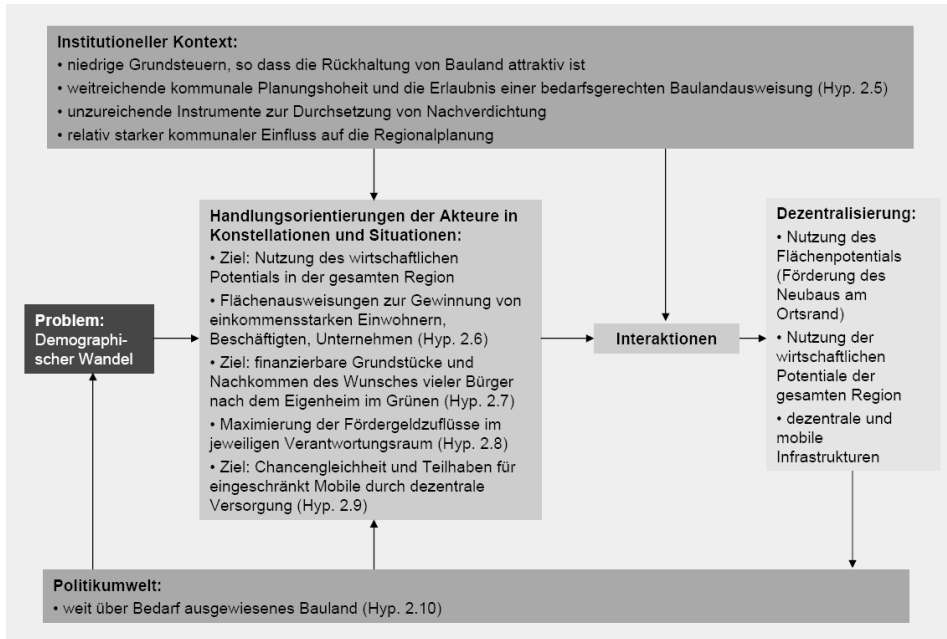 Institutioneller Kontext:
• niedrige Grundsteuern, so dass die Rückhaltung von Bauland attraktiv ist
• weitreichende kommunale Planungshoheit und die Erlaubnis einer bedarfsgerechten Baulandausweisung (Hyp. 2.5)
• unzureichende Instrumente zur Durchsetzung von Nachverdichtung
• relativ starker kommunaler Einfluss auf die Regionalplanung
Problem:
Demographi-
scher Wandel
Handlungsorientierungen der Akteure in
Konstellationen und Situationen:
• Ziel: Nutzung des wirtschaftlichen
Potentials in der gesamten Region
• Flächenausweisungen zur Gewinnung von
einkommensstarken Einwohnern,
Beschäftigten, Unternehmen (Hyp. 2.6)
• Ziel: finanzierbare Grundstücke und
Nachkommen des Wunsches vieler Bürger
nach dem Eigenheim im Grünen (Hyp. 2.7)
• Maximierung der Fördergeldzuflüsse im
jeweiligen Verantwortungsraum (Hyp. 2.8)
• Ziel: Chancengleichheit und Teilhaben für
eingeschränkt Mobile durch dezentrale
Versorgung (Hyp. 2.9)
Interaktionen
Dezentralisierung:
• Nutzung des
Flächenpotentials
(Förderung des
Neubaus am
Ortsrand)
• Nutzung der
wirtschaftlichen
Potentiale der
gesamten Region
• dezentrale und
mobile
Infrastrukturen
Politikumwelt:
• weit über Bedarf ausgewiesenes Bauland (Hyp. 2.10)